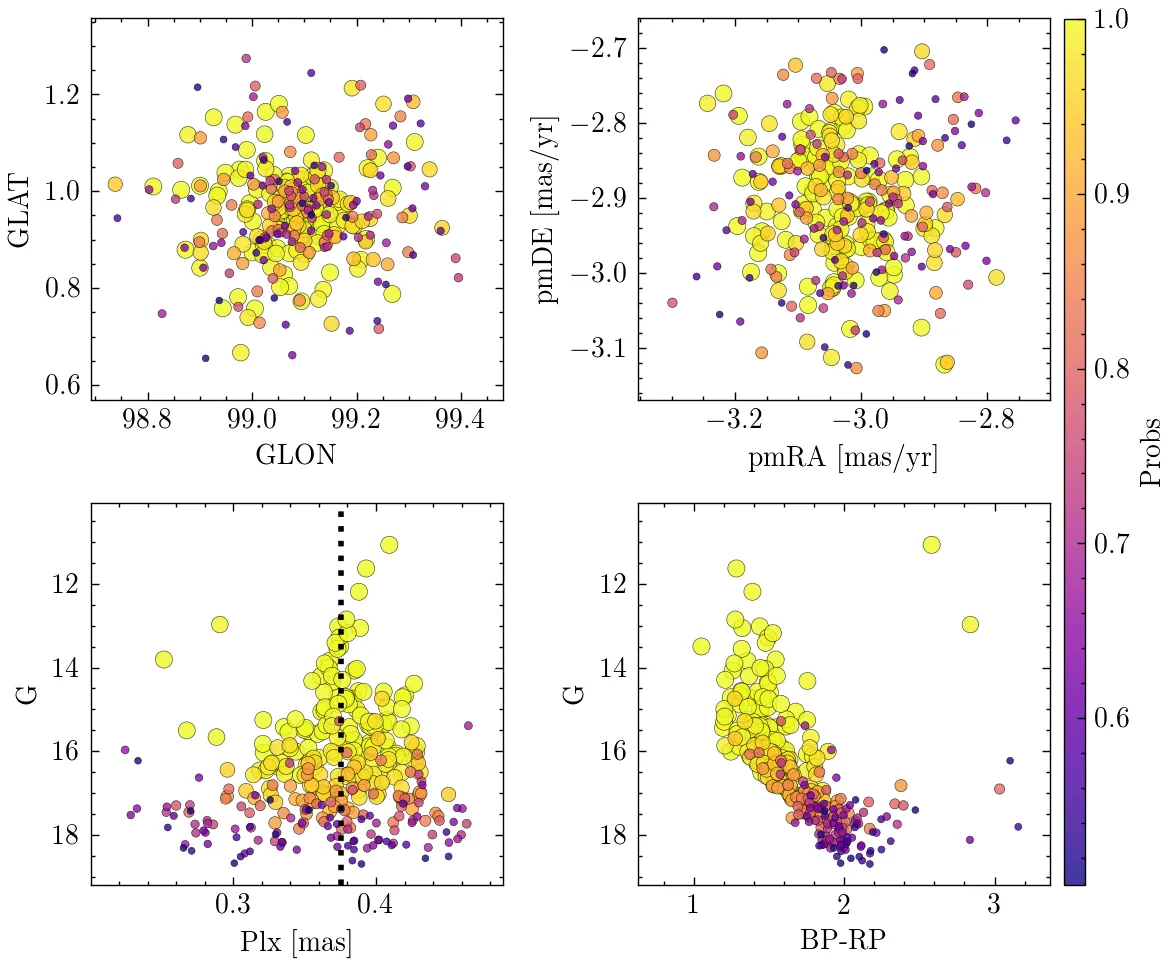 1.2
1.0
0.8
0.6
GLAT
98.8 99.0 99.2 99.4
GLON
−2.7
−2.8
−2.9
−3.0
−3.1
pmDE [mas/yr]
−3.2 −3.0 −2.8
pmRA [mas/yr]
12
14
16
18
G
0.3 0.4
Plx [mas]
12
14
16
18
G
1 2 3
BP-RP
1.0
0.9
0.8
0.7
0.6
Probs